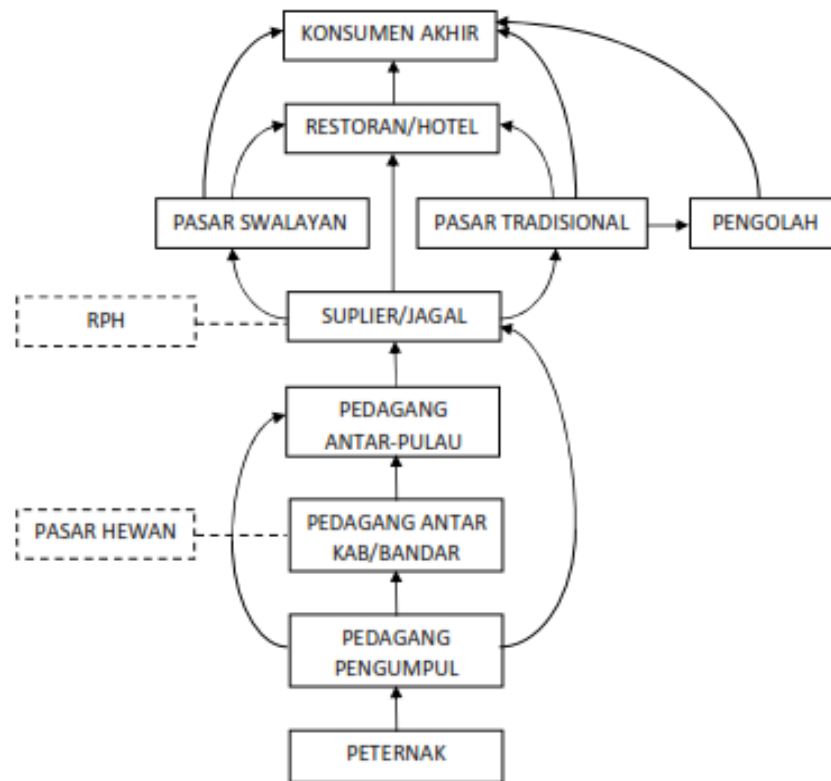 KONSUMEN AKHIR
RESTORAN/HOTEL
PASAR SWALAYAN
PASAR TRADISIONAL
PENGOLAH
RPH
SUPLIER/JAGAL
PEDAGANG
ANTAR-PULAU
PASAR HEWAN
PEDAGANG ANTAR
KAB/BANDAR
PEDAGANG
PENGUMPUL
PETERNAK